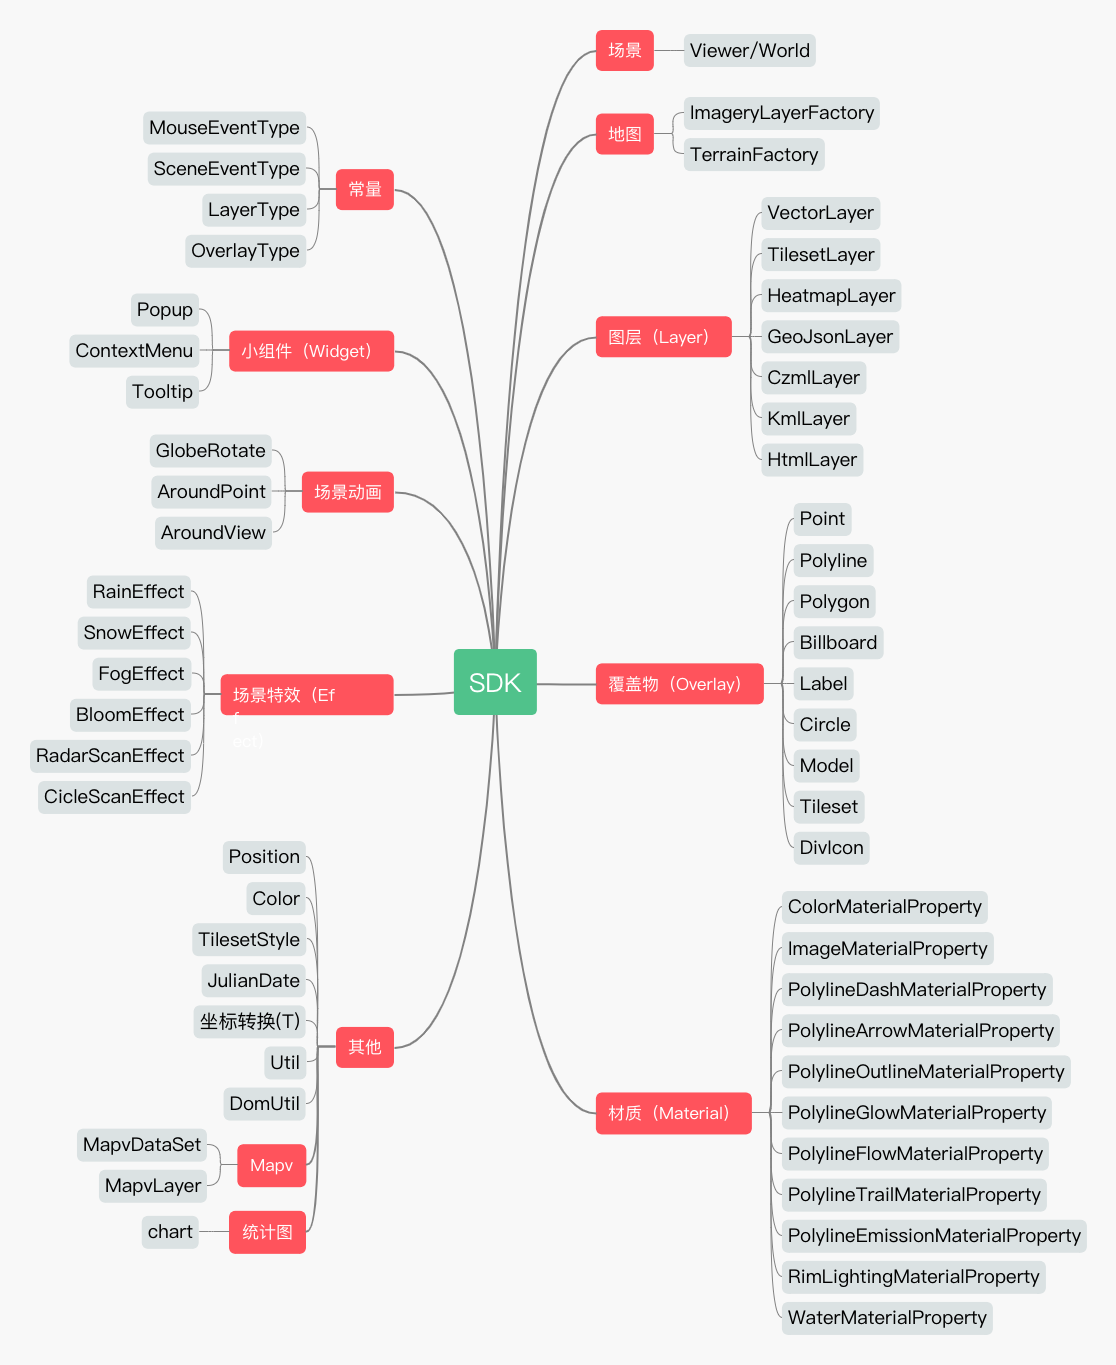 SDK
场景
Viewer/World
地图
ImageryLayerFactory
TerrainFactory
图层（Layer）
VectorLayer
TilesetLayer
HeatmapLayer
GeoJsonLayer
CzmlLayer
KmlLayer
HtmlLayer
覆盖物（Overlay）
Point
Polyline
Polygon
Billboard
Label
Circle
Model
Tileset
DivIcon
材质（Material）
ColorMaterialProperty
ImageMaterialProperty
PolylineDashMaterialProperty
PolylineArrowMaterialProperty
PolylineOutlineMaterialProperty
PolylineGlowMaterialProperty
PolylineFlowMaterialProperty
PolylineTrailMaterialProperty
PolylineEmissionMaterialProperty
RimLightingMaterialProperty
WaterMaterialProperty
常量
MouseEventType
SceneEventType
LayerType
OverlayType
小组件（Widget）
Popup
ContextMenu
Tooltip
场景动画
GlobeRotate
AroundPoint
AroundView
场景特效（Ef
f
ect）
RainEffect
SnowEffect
FogEffect
BloomEffect
RadarScanEffect
CicleScanEffect
其他
Position
Color
TilesetStyle
JulianDate
坐标转换(T)
Util
DomUtil
Mapv
MapvDataSet
MapvLayer
统计图
chart